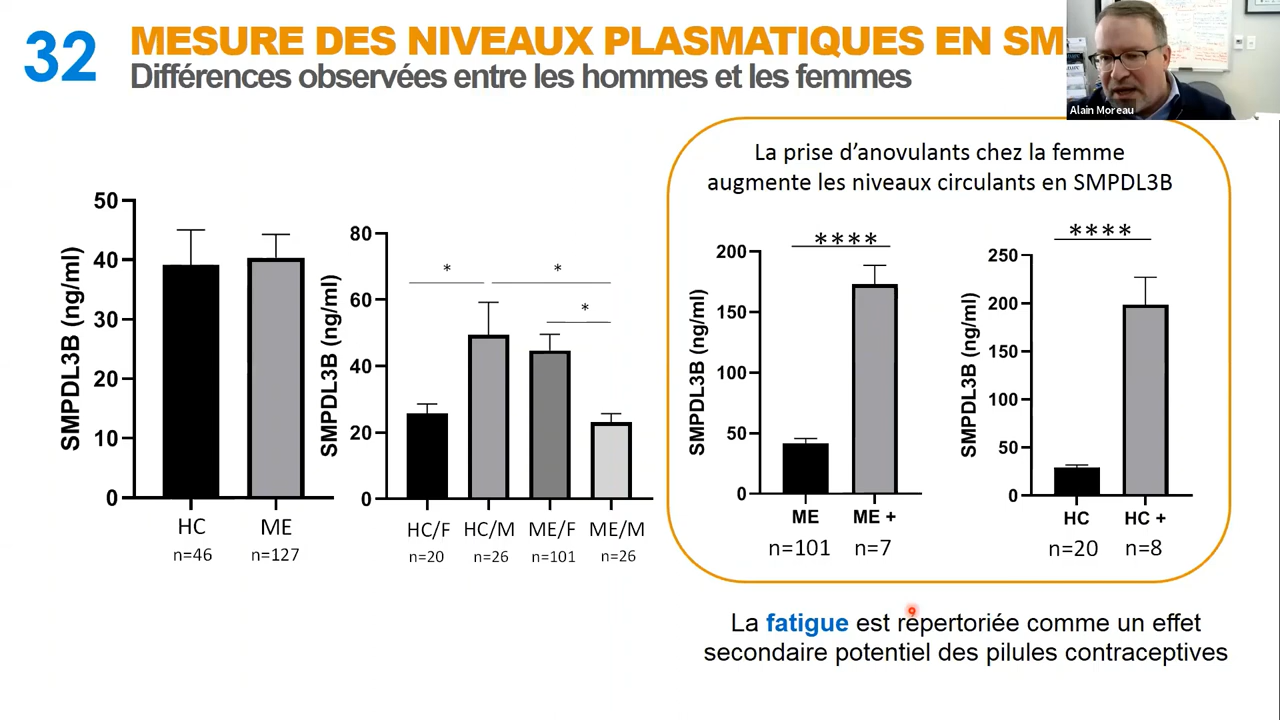 32
MESURE DES NIVEAUX PLASMATIQUES EN SM
Différences observées entre les hommes et les femmes
Alain Moreau
SMPDL3B (ng/ml)
50
40
30
20
10
0
HC ME
n=46 n=127
SMPDL3B (ng/ml)
80
60
40
20
0
* *
*
HC/F HC/M ME/F ME/M
n=20 n=26 n=101 n=26
La prise d’anovulants chez la femme
augmente les niveaux circulants en SMPDL3B
SMPDL3B (ng/ml)
200
150
100
50
0
****
ME ME +
n=101 n=7
SMPDL3B (ng/ml)
250
200
150
100
50
0
****
HC HC +
n=20 n=8
La fatigue est répertoriée comme un effet
secondaire potentiel des pilules contraceptives